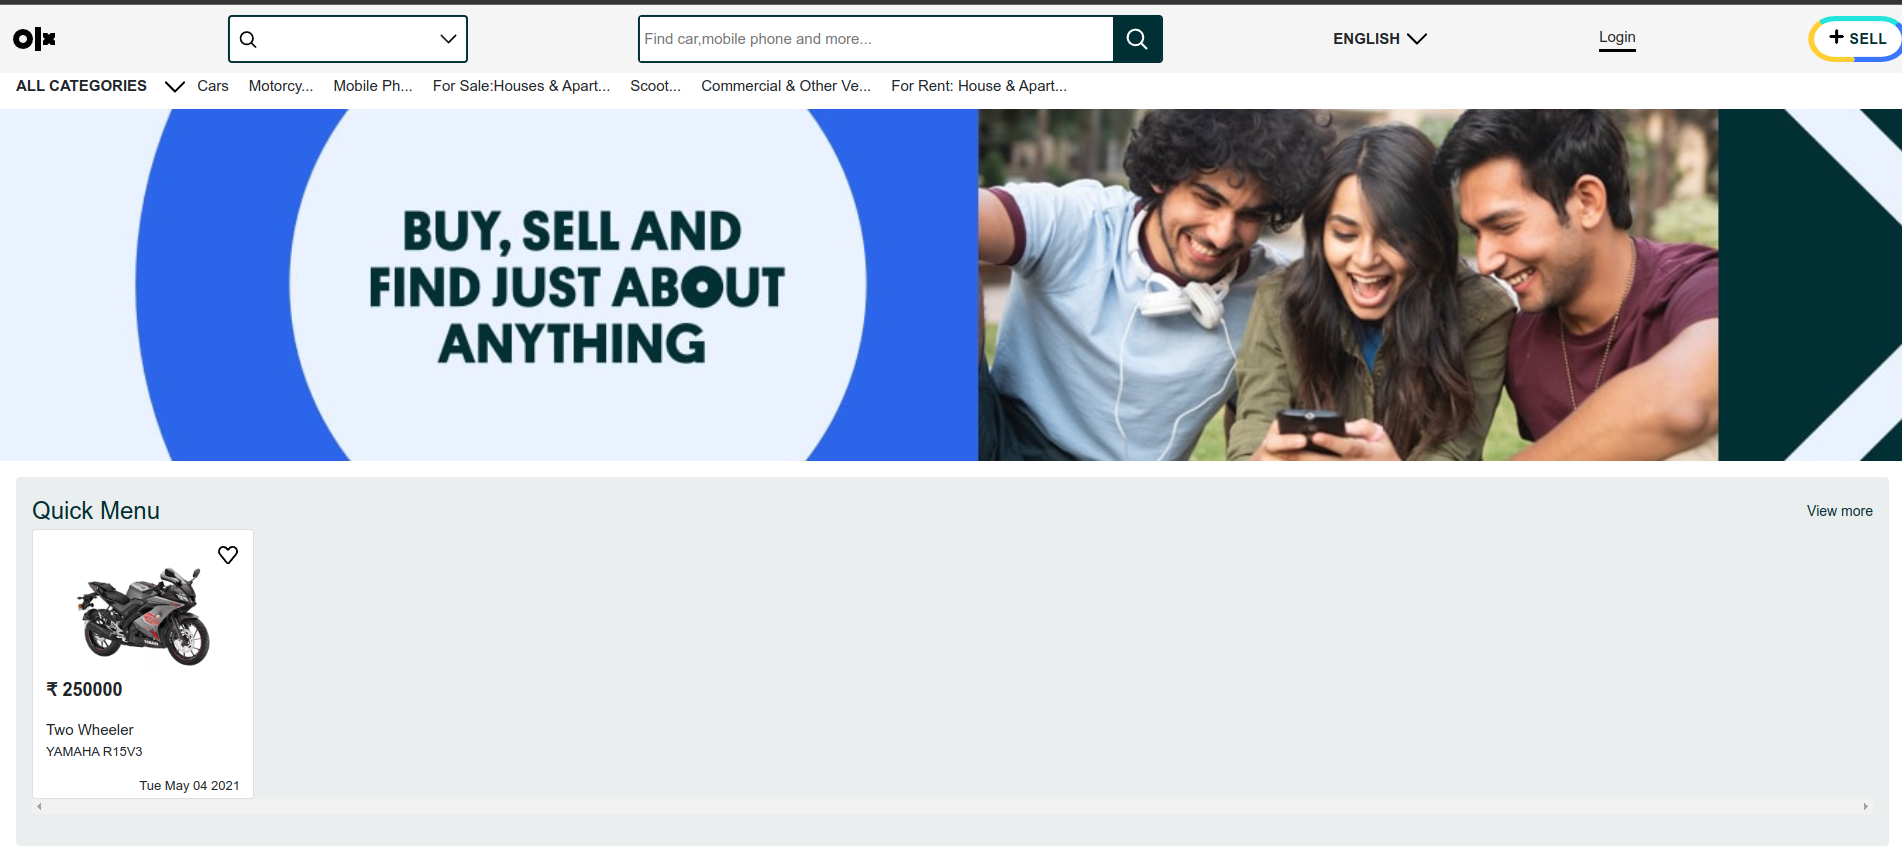 olx
Find car,mobile phone and more...
ENGLISH
Login
+ SELL
ALL CATEGORIES
Cars
Motorcy...
Mobile Ph...
For Sale:Houses & Apart...
Scoot...
Commercial & Other Ve...
For Rent: House & Apart...
BUY, SELL AND
FIND JUST ABOUT
ANYTHING
Quick Menu
View more
₹ 250000
Two Wheeler
YAMAHA R15V3
Tue May 04 2021